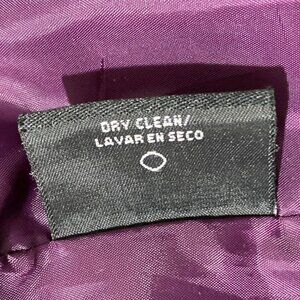 DRY CLEAN/
LAVAR EN SECO